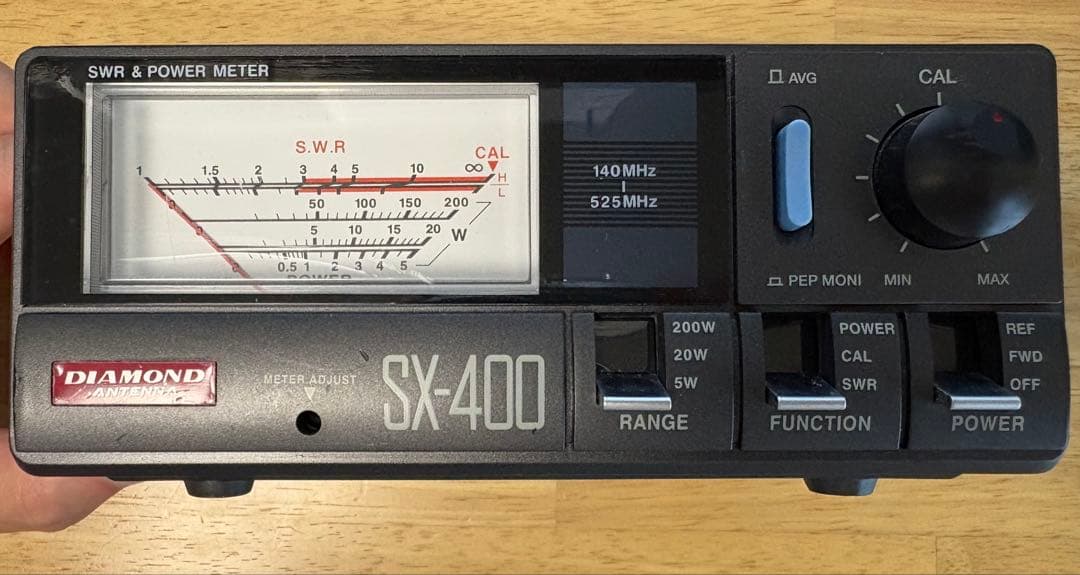 SWR & POWER METER
S.W.R
CAL
1 1.5 2 3 4 5 10 ∞
H
L
50 100 150 200
5 10 15 20
W
0 0.5 1 2 3 4 5
POWER
140MHz
525MHz
AVG
CAL
PEP MONI
MIN
MAX
DIAMOND
ANTENNA
METER ADJUST
SX-400
200W
20W
5W
RANGE
POWER
CAL
SWR
FUNCTION
REF
FWD
OFF
POWER